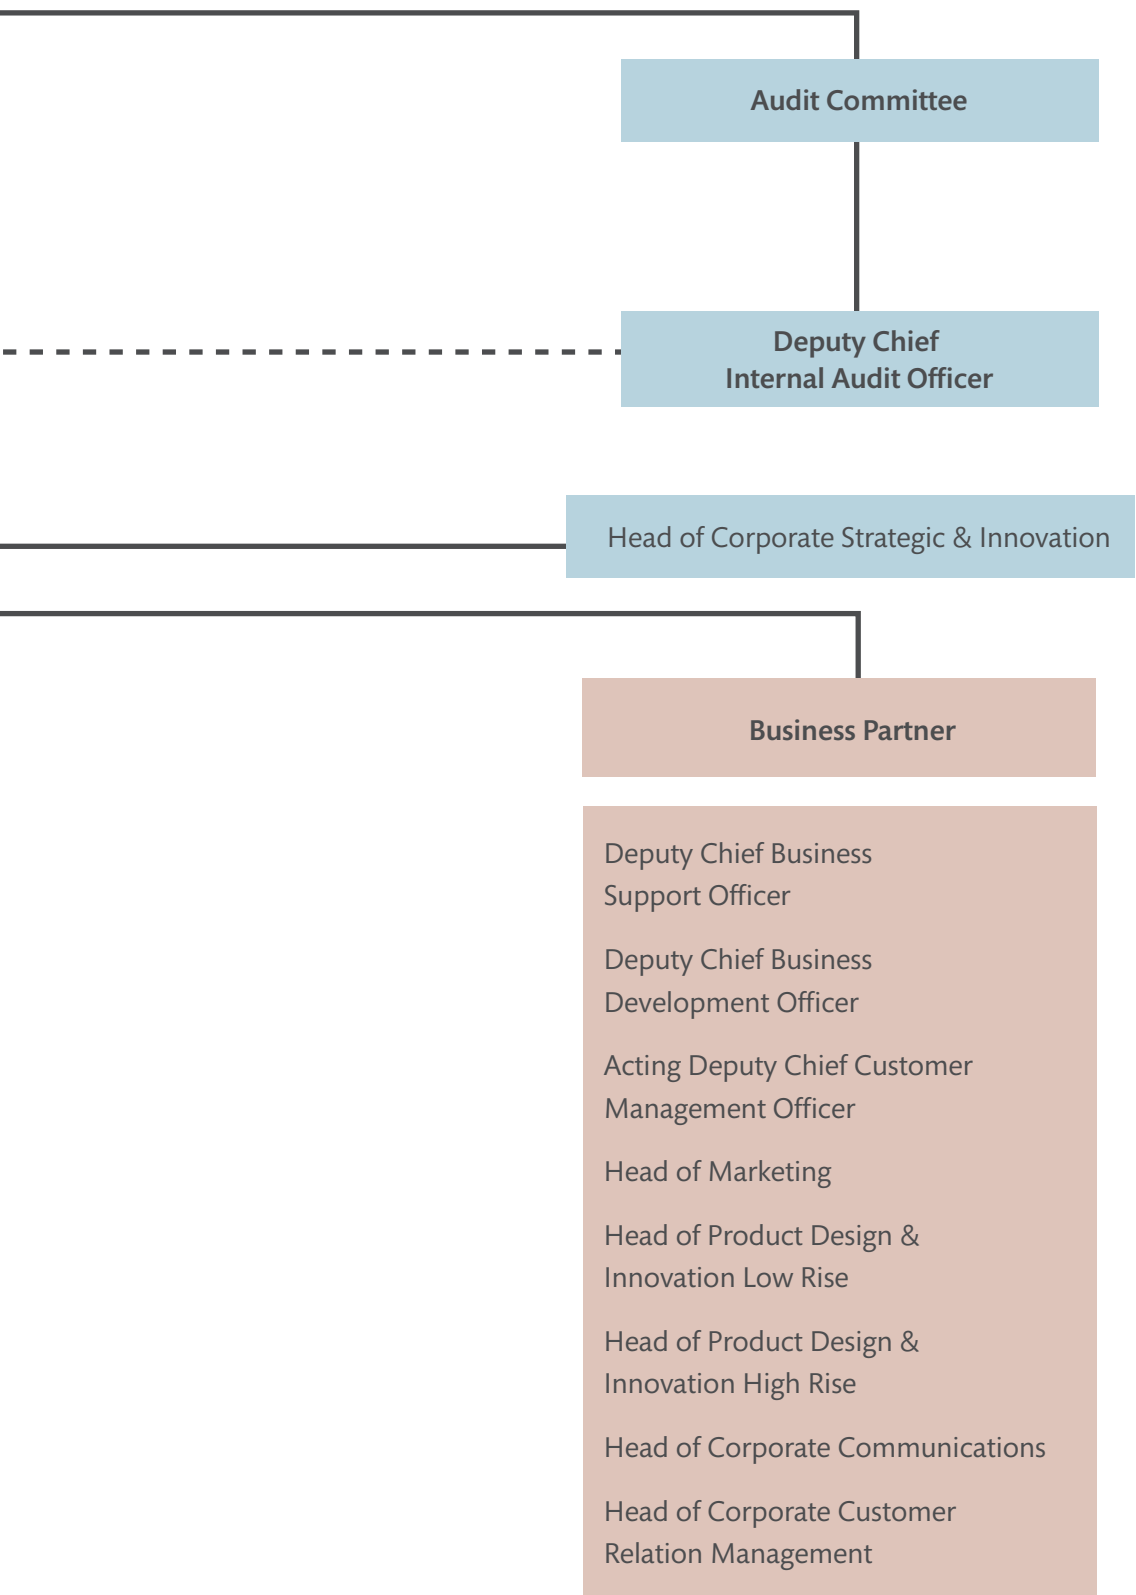 Audit Committee
Deputy Chief
Internal Audit Officer
Head of Corporate Strategic & Innovation
Business Partner
Deputy Chief Business
Support Officer
Deputy Chief Business
Development Officer
Acting Deputy Chief Customer
Management Officer
Head of Marketing
Head of Product Design &
Innovation Low Rise
Head of Product Design &
Innovation High Rise
Head of Corporate Communications
Head of Corporate Customer
Relation Management